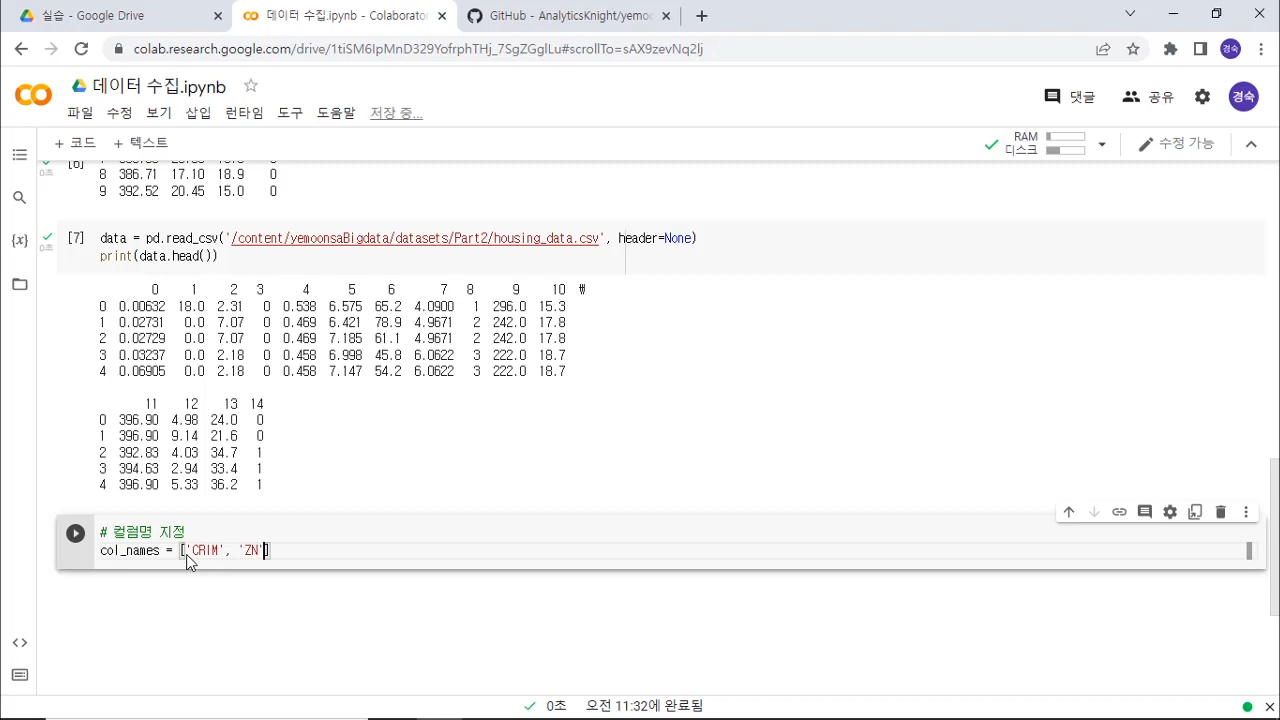 실습 - Google Drive
데이터 수집.ipynb - Colaborator
GitHub - AnalyticsKnight/yemoo
colab.research.google.com/drive/1tiSM6IpMnD329YofrphTHj_7SgZGgILu#scrollTo=sAX9zevNq2lj
경숙
데이터 수집.ipynb
파일 수정 보기 삽입 런타임 도구 도움말 저장 중...
댓글 공유 경숙
+ 코드 + 텍스트
RAM
디스크
수정 가능
[6]
0초
8 386.71 17.10 18.9 0
9 392.52 20.45 15.0 0
[7] data = pd.read_csv('/content/yemoonsaBigdata/datasets/Part2/housing_data.csv', header=None)
0초
print(data.head())
0 1 2 3 4 5 6 7 8 9 10 ₩
0 0.00632 18.0 2.31 0 0.538 6.575 65.2 4.0900 1 296.0 15.3
1 0.02731 0.0 7.07 0 0.469 6.421 78.9 4.9671 2 242.0 17.8
2 0.02729 0.0 7.07 0 0.469 7.185 61.1 4.9671 2 242.0 17.8
3 0.03237 0.0 2.18 0 0.458 6.998 45.8 6.0622 3 222.0 18.7
4 0.06905 0.0 2.18 0 0.458 7.147 54.2 6.0622 3 222.0 18.7
11 12 13 14
0 396.90 4.98 24.0 0
1 396.90 9.14 21.6 0
2 392.83 4.03 34.7 1
3 394.63 2.94 33.4 1
4 396.90 5.33 36.2 1
# 컬럼명 지정
col_names = ['CRIM', 'ZN']
0초 오전 11:32에 완료됨